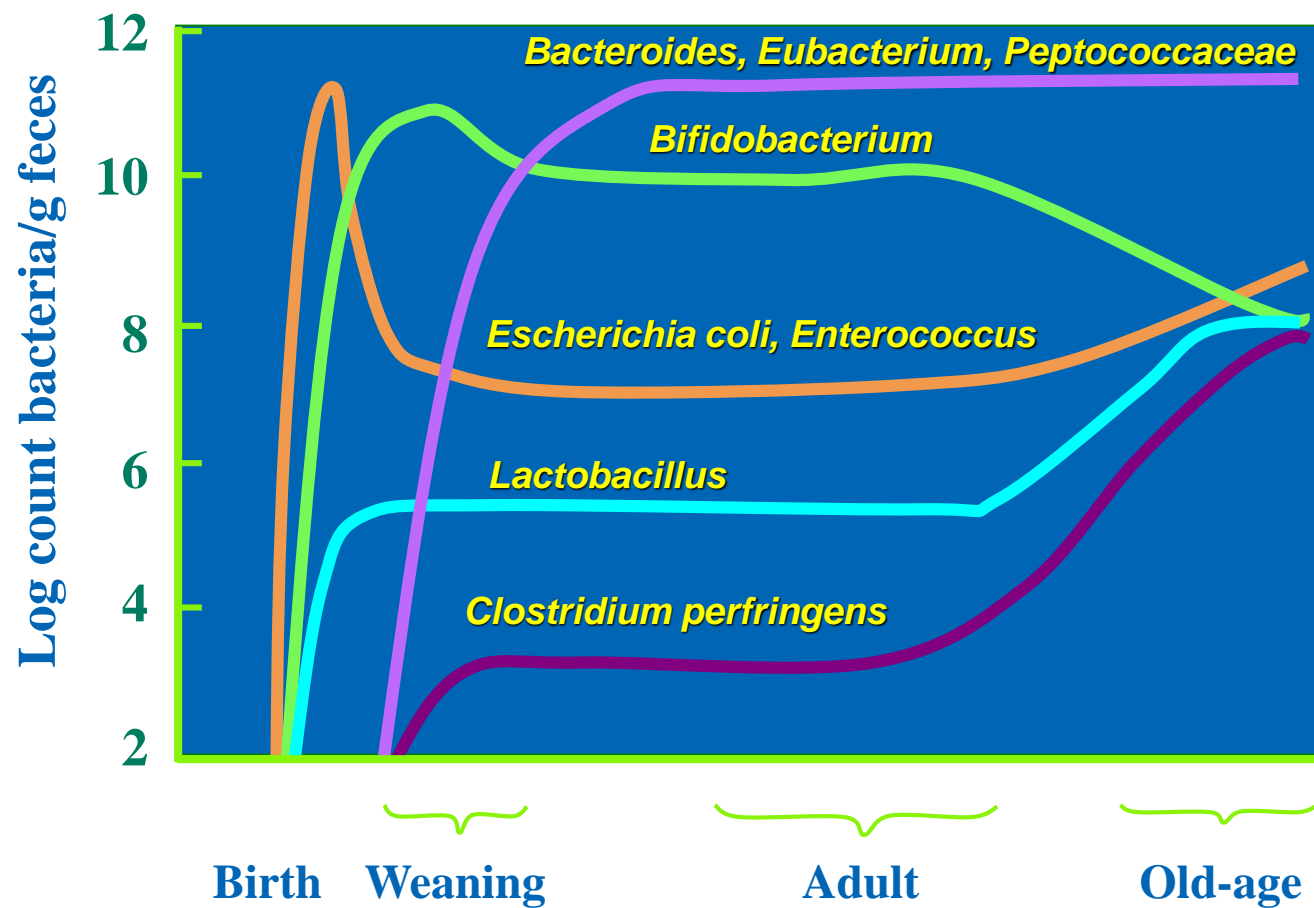 12
Bacteroides, Eubacterium, Peptococcaceae
Bifidobacterium
10
Log count bacteria/g feces
8
Escherichia coli, Enterococcus
6
Lactobacillus
4
Clostridium perfringens
2
Birth Weaning Adult Old-age